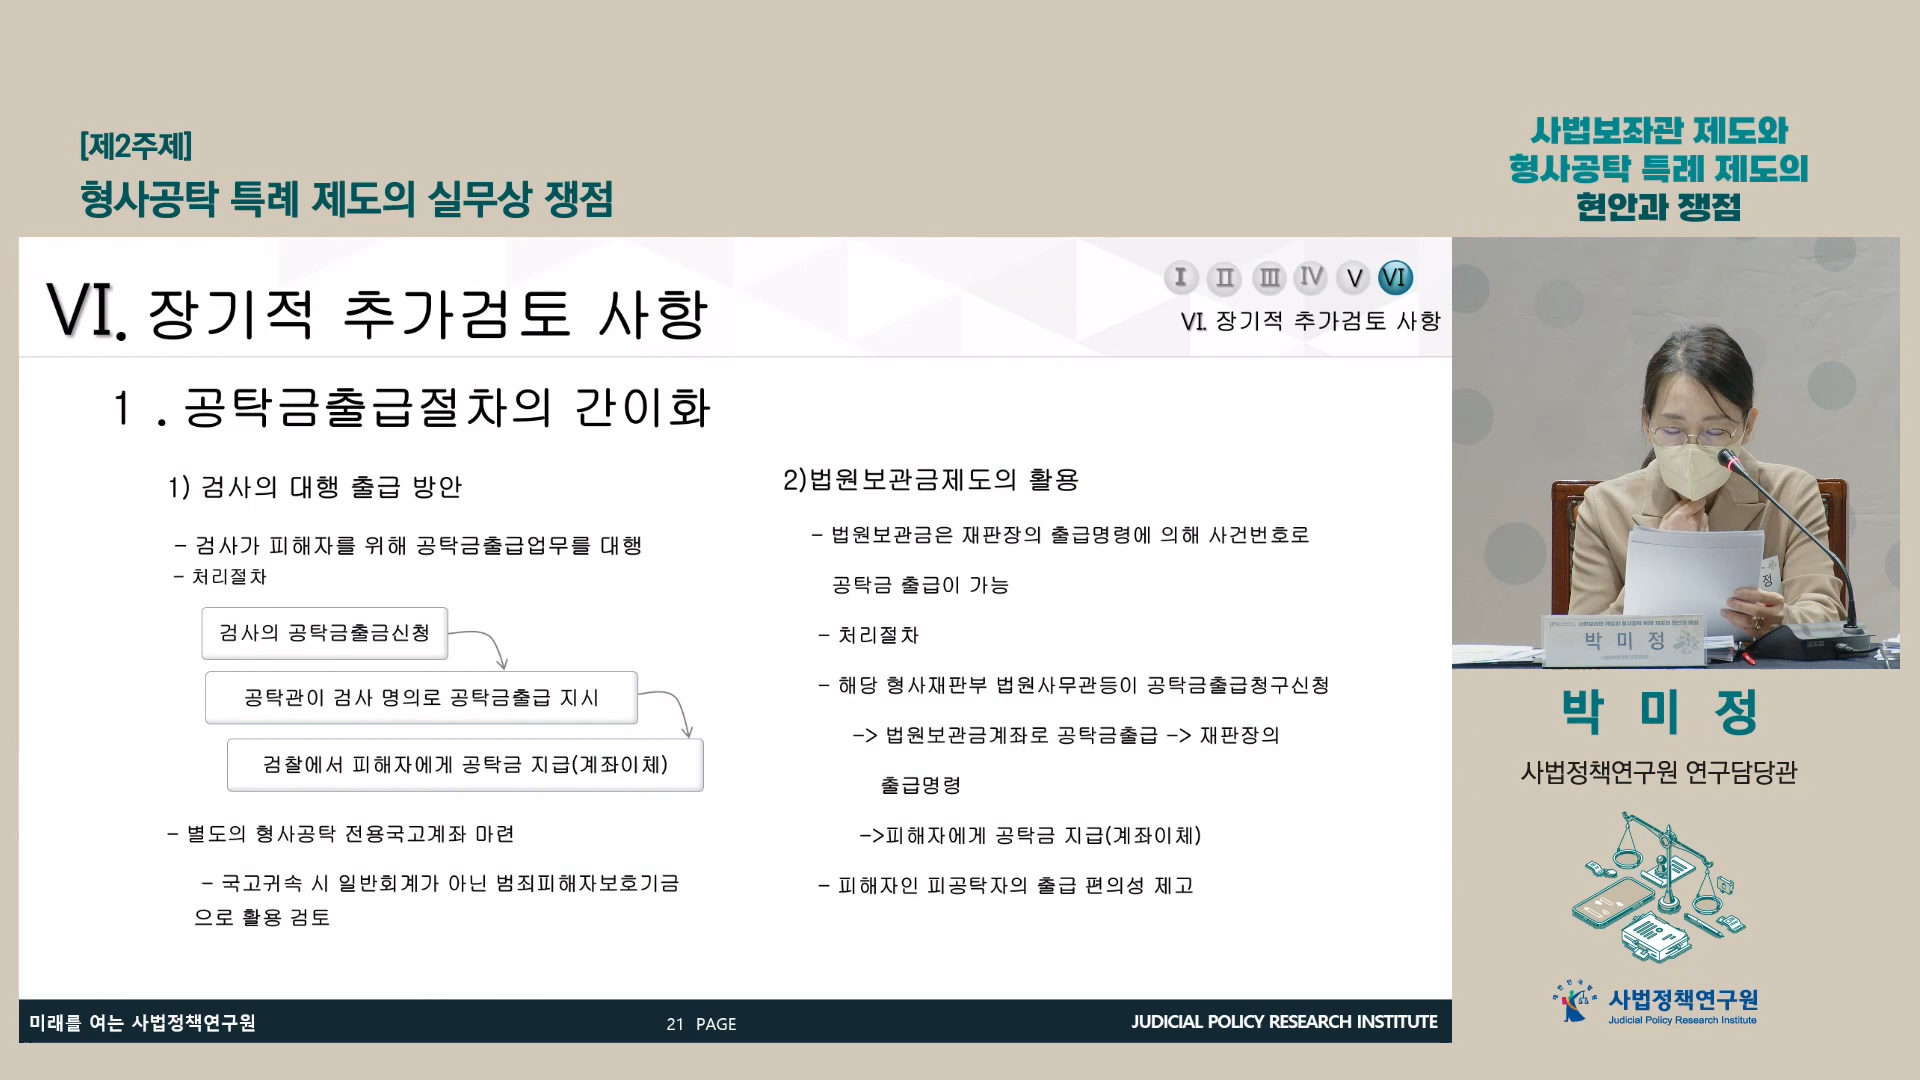 [제2주제]
형사공탁 특례 제도의 실무상 쟁점
사법보좌관 제도와
형사공탁 특례 제도의
현안과 쟁점
VI. 장기적 추가검토 사항
I II III IV V VI
VI. 장기적 추가검토 사항
1 . 공탁금출급절차의 간이화
1) 검사의 대행 출급 방안
- 검사가 피해자를 위해 공탁금출급업무를 대행
- 처리절차
검사의 공탁금출금신청
공탁관이 검사 명의로 공탁금출급 지시
검찰에서 피해자에게 공탁금 지급(계좌이체)
- 별도의 형사공탁 전용국고계좌 마련
- 국고귀속 시 일반회계가 아닌 범죄피해자보호기금
으로 활용 검토
2)법원보관금제도의 활용
- 법원보관금은 재판장의 출급명령에 의해 사건번호로
공탁금 출급이 가능
- 처리절차
- 해당 형사재판부 법원사무관등이 공탁금출급청구신청
-> 법원보관금계좌로 공탁금출급 -> 재판장의
출급명령
->피해자에게 공탁금 지급(계좌이체)
- 피해자인 피공탁자의 출급 편의성 제고
미래를 여는 사법정책연구원
21 PAGE
JUDICIAL POLICY RESEARCH INSTITUTE
정
박 미 정
박 미 정
사법정책연구원 연구담당관
사법정책연구원
Judicial Policy Research Institute